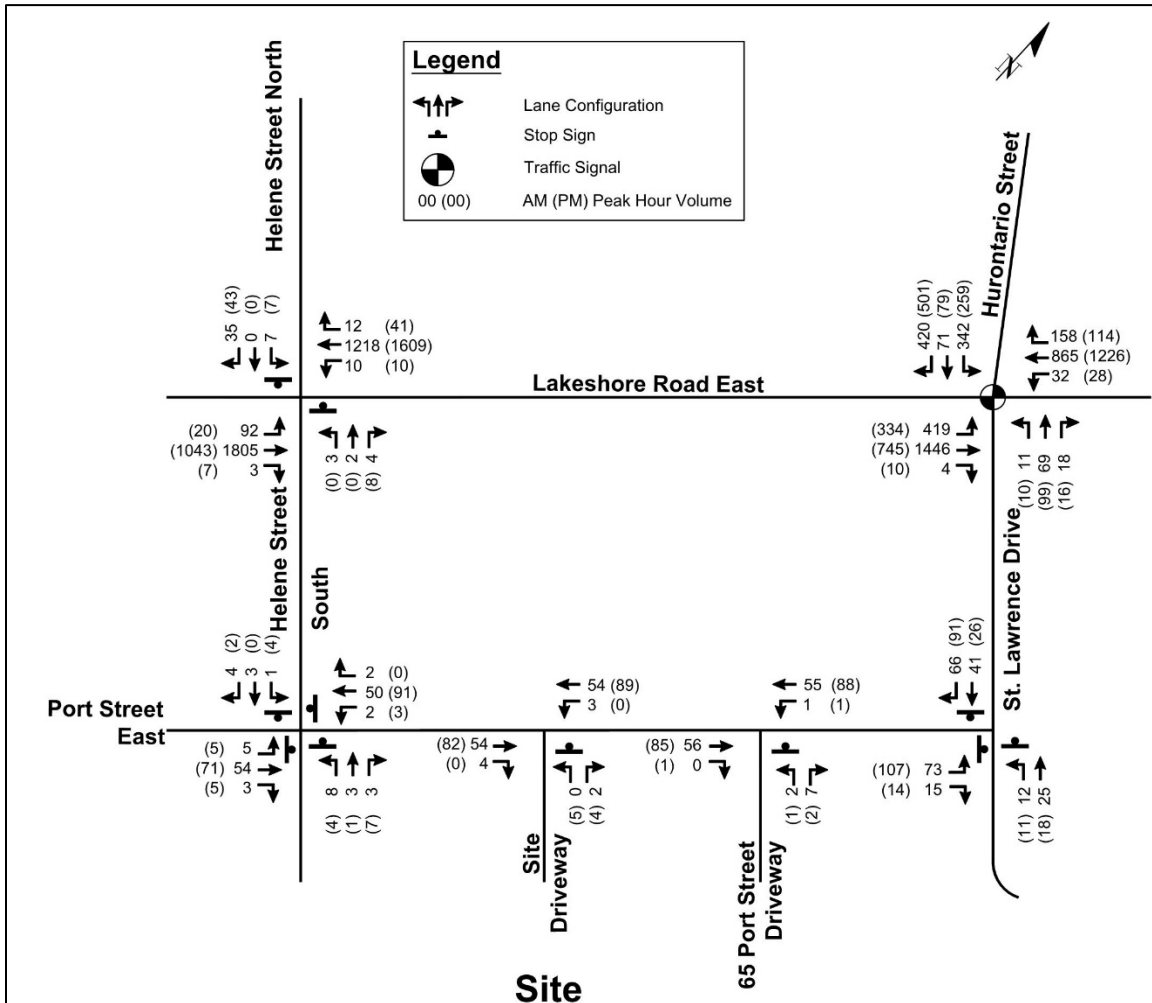 Helene Street North
Legend
Lane Configuration
Stop Sign
Traffic Signal
00 (00) AM (PM) Peak Hour Volume
N
Hurontario Street
35 (43)
0 (0)
7 (7)
12 (41)
1218 (1609)
10 (10)
420 (501)
71 (79)
342 (259)
158 (114)
865 (1226)
32 (28)
Lakeshore Road East
(20) 92
(1043) 1805
(7) 3
(0) 3
(0) 2
(8) 4
(334) 419
(745) 1446
(10) 4
(10) 11
(99) 69
(16) 18
Helene Street
South
St. Lawrence Drive
4 (2)
3 (0)
1 (4)
2 (0)
50 (91)
2 (3)
54 (89)
3 (0)
55 (88)
1 (1)
66 (91)
41 (26)
Port Street
East
(5) 5
(71) 54
(5) 3
(4) 8
(1) 3
(7) 3
(82) 54
(0) 4
(5) 0
(4) 2
(85) 56
(1) 0
(1) 2
(2) 7
(107) 73
(14) 15
(11) 12
(18) 25
Site
Driveway
65 Port Street
Driveway
Site